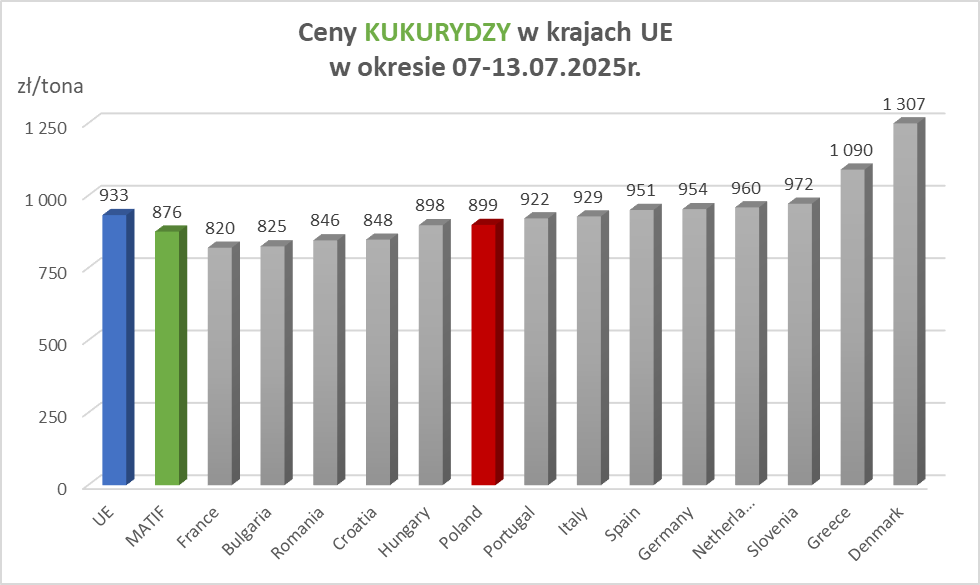 Ceny KUKURYDZY w krajach UE
w okresie 07-13.07.2025r.
zł/tona
1 250
1 000
750
500
250
0
933
876
820
825
846
848
898
899
922
929
951
954
960
972
1 090
1 307
UE
MATIF
France
Bulgaria
Romania
Croatia
Hungary
Poland
Portugal
Italy
Spain
Germany
Netherla...
Slovenia
Greece
Denmark